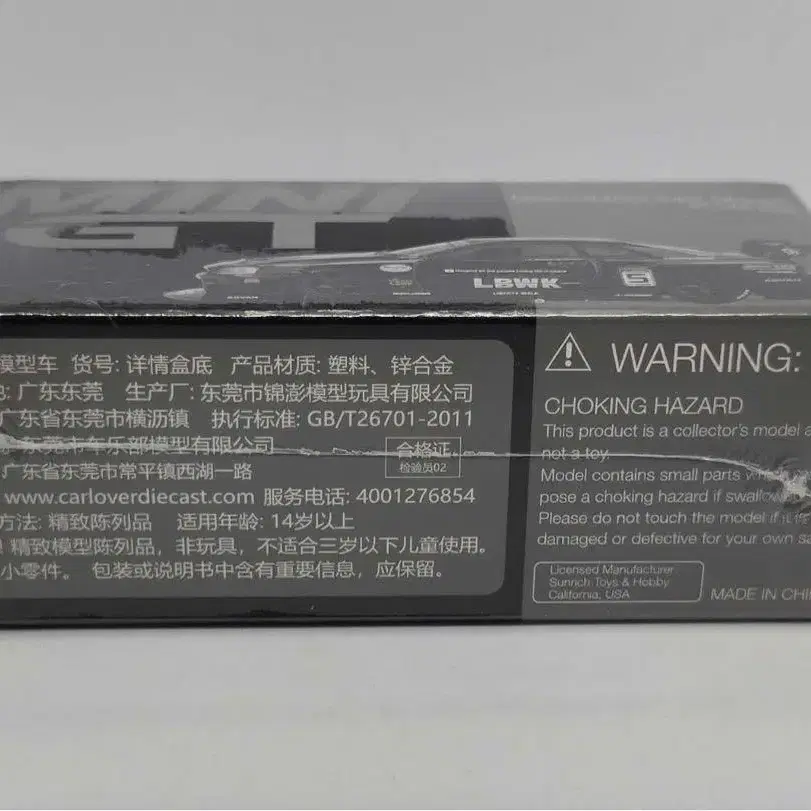 MINI
GT
LBWK
模型车 货号: 详情盒底 产品材质: 塑料、锌合金
: 广东东莞 生产厂: 东莞市锦澎模型玩具有限公司
广东省东莞市横沥镇 执行标准: GB/T26701-2011
东莞市车乐部模型有限公司
合格证
检验员02
广东省东莞市常平镇西湖一路
www.carloverdiecast.com 服务电话: 4001276854
方法: 精致陈列品 适用年龄: 14岁以上
! 精致模型陈列品，非玩具，不适合三岁以下儿童使用。
小零件。 包装或说明书中含有重要信息，应保留。
WARNING:
CHOKING HAZARD
This product is a collector's model a
not a toy.
Model contains small parts
pose a choking hazard if swallow
Please do not touch the model if it
damaged or defective for your own sa
Licensed Manufacturer
Sunrich Toys & Hobby
California, USA
MADE IN CHI